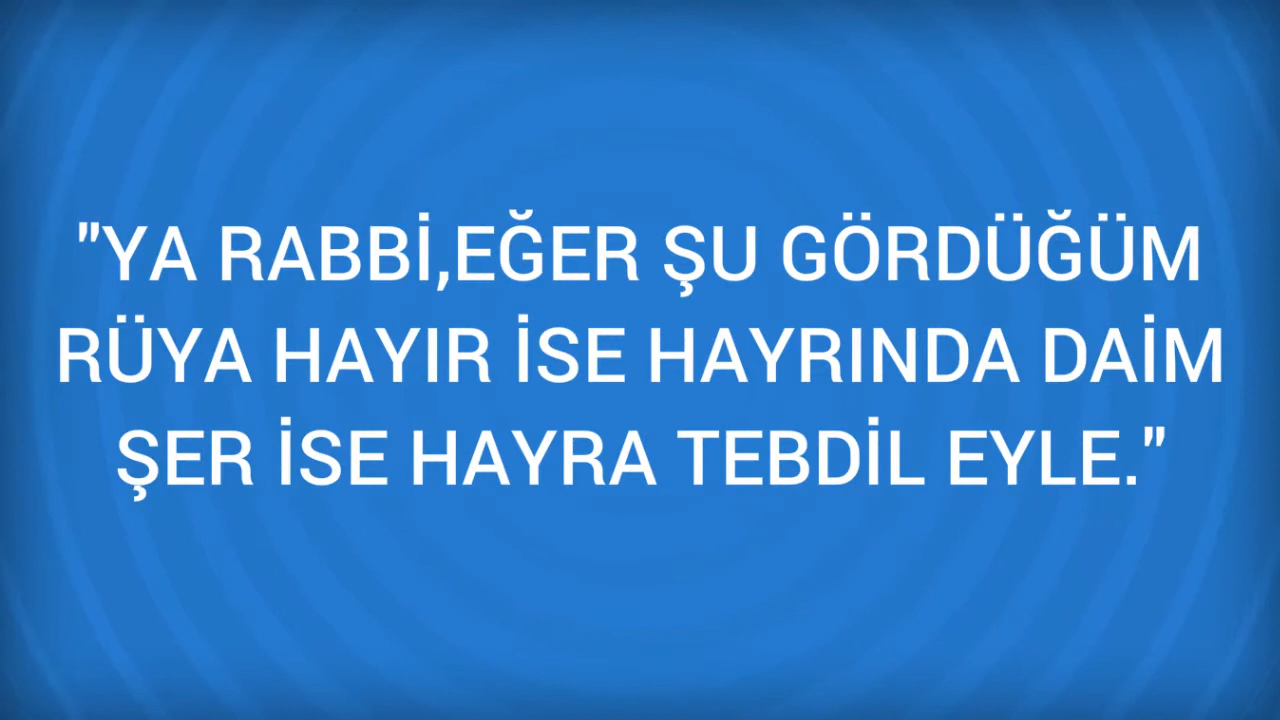 "YA RABBİ,EĞER ŞU GÖRDÜĞÜM
RÜYA HAYIR İSE HAYRINDA DAİM
ŞER İSE HAYRA TEBDİL EYLE."